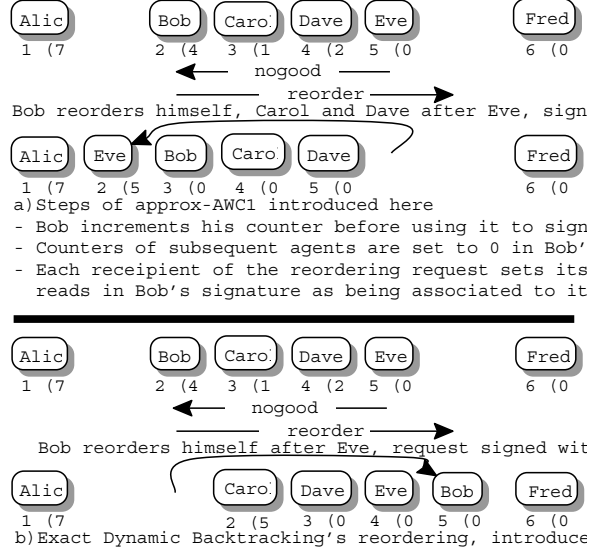 Alic Bob Caro Dave Eve Fred
1 (7 2 (4 3 (1 4 (2 5 (0 6 (0
nogood
reorder
Bob reorders himself, Carol and Dave after Eve, sign
Alic Eve Bob Caro Dave Fred
1 (7 2 (5 3 (0 4 (0 5 (0 6 (0
a)Steps of approx-AWC1 introduced here
- Bob increments his counter before using it to sign
- Counters of subsequent agents are set to 0 in Bob'
- Each receipient of the reordering request sets its
reads in Bob's signature as being associated to it
Alic Bob Caro Dave Eve Fred
1 (7 2 (4 3 (1 4 (2 5 (0 6 (0
nogood
reorder
Bob reorders himself after Eve, request signed wit
Alic Caro Dave Eve Bob Fred
1 (7 2 (5 3 (0 4 (0 5 (0 6 (0
b)Exact Dynamic Backtracking's reordering, introduce